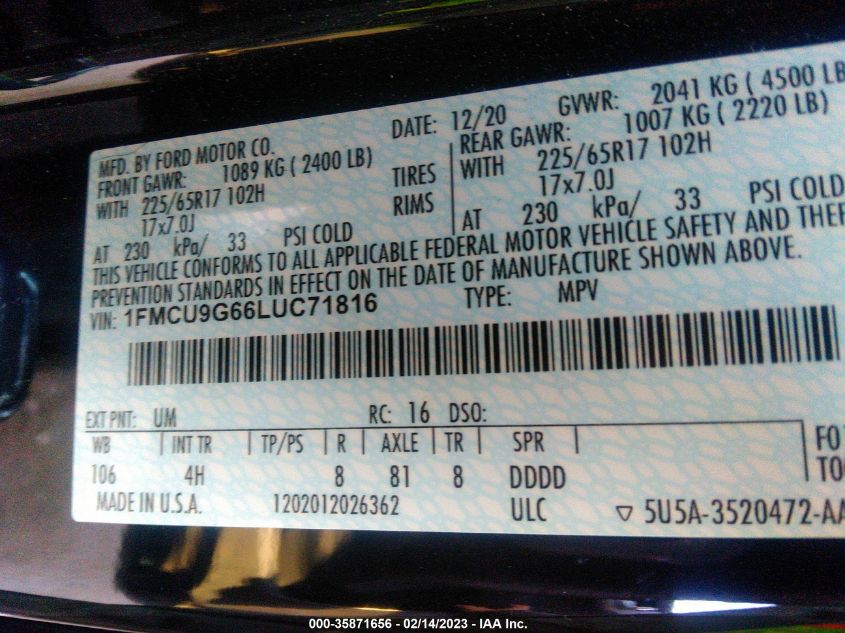 MFD. BY FORD MOTOR CO.
DATE: 12/20 GVWR: 2041 KG ( 4500 LB
FRONT GAWR: 1089 KG ( 2400 LB)
REAR GAWR: 1007 KG ( 2220 LB)
WITH 225/65R17 102H TIRES WITH 225/65R17 102H
17x7.0J RIMS 17x7.0J
AT 230 kPa/ 33 PSI COLD AT 230 kPa/ 33 PSI COLD
THIS VEHICLE CONFORMS TO ALL APPLICABLE FEDERAL MOTOR VEHICLE SAFETY AND THEF
PREVENTION STANDARDS IN EFFECT ON THE DATE OF MANUFACTURE SHOWN ABOVE.
VIN: 1FMCU9G66LUC71816 TYPE: MPV
EXT PNT: UM RC: 16 DSO:
WB INT TR TP/PS R AXLE TR SPR FO
106 4H 8 81 8 DDDD TO
MADE IN U.S.A. 1202012026362 ULC ▽ 5U5A-3520472-AA
000-35871656 - 02/14/2023 - IAA Inc.